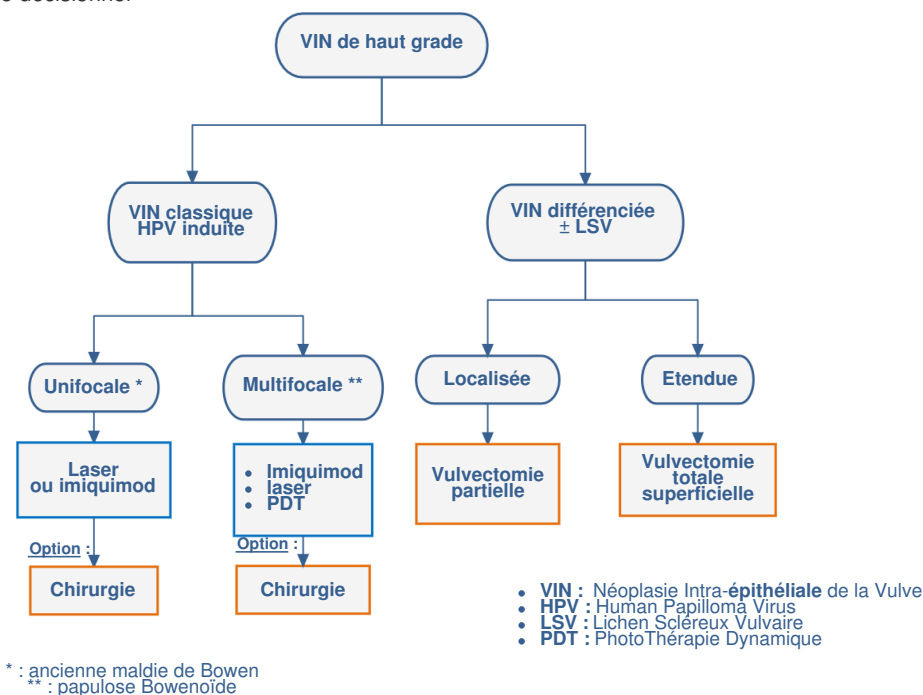 décisionnel
VIN de haut grade
VIN classique
HPV induite
VIN différenciée
± LSV
Unifocale *
Multifocale **
Localisée
Etendue
Laser
ou imiquimod
• Imiquimod
• laser
• PDT
Vulvectomie
partielle
Vulvectomie
totale
superficielle
Option :
Option :
Chirurgie
Chirurgie
• VIN : Néoplasie Intra-épithéliale de la Vulve
• HPV : Human Papilloma Virus
• LSV : Lichen Scléreux Vulvaire
• PDT : PhotoThérapie Dynamique
* : ancienne maldie de Bowen
** : papulose Bowenoïde